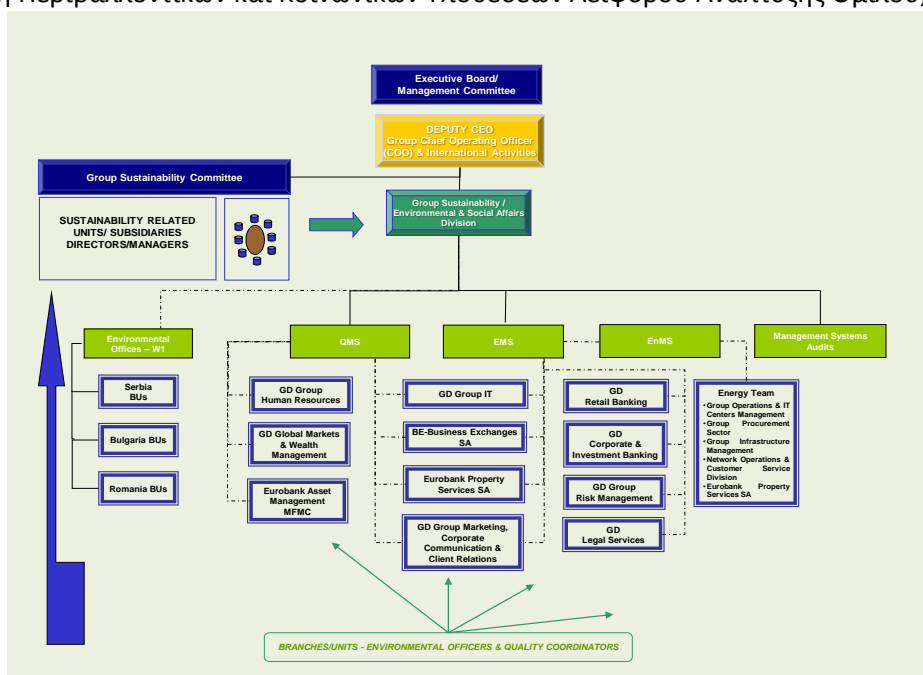 Περιβαλλοντικών και Κοινωνικών Υποθέσεων Λειτουργού Ανάπτυξης Ομίλου
Executive Board/
Management Committee
DEPUTY CEO
Group Chief Operating Officer
(COO) & International Activities
Group Sustainability Committee
Group Sustainability /
Environmental & Social Affairs
Division
SUSTAINABILITY RELATED
UNITS/ SUBSIDIARIES
DIRECTORS/MANAGERS
Environmental
Offices – W1
QMS
EMS
EnMS
Management Systems
Audits
Serbia
BUs
Bulgaria BUs
Romania BUs
GD Group
Human Resources
GD Global Markets
& Wealth
Management
Eurobank Asset
Management
MFMC
GD Group IT
BE-Business Exchanges
SA
Eurobank Property
Services SA
GD Group Marketing,
Corporate
Communication &
Client Relations
GD
Retail Banking
GD
Corporate &
Investment Banking
GD Group
Risk Management
GD
Legal Services
Energy Team
•Group Operations & IT
Centers Management
•Group Procurement
Sector
•Group Infrastructure
Management
•Network Operations &
Customer Service
Division
•Eurobank Property
Services SA
BRANCHES/UNITS - ENVIRONMENTAL OFFICERS & QUALITY COORDINATORS